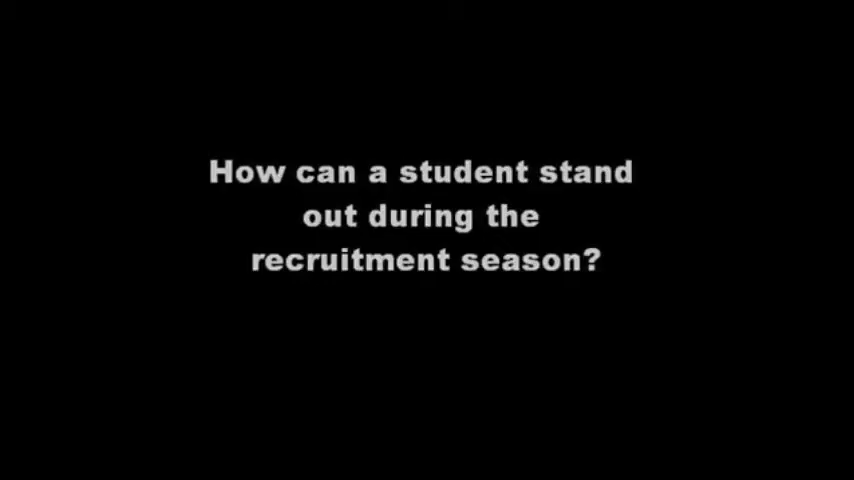 How can a student stand
out during the
recruitment season?